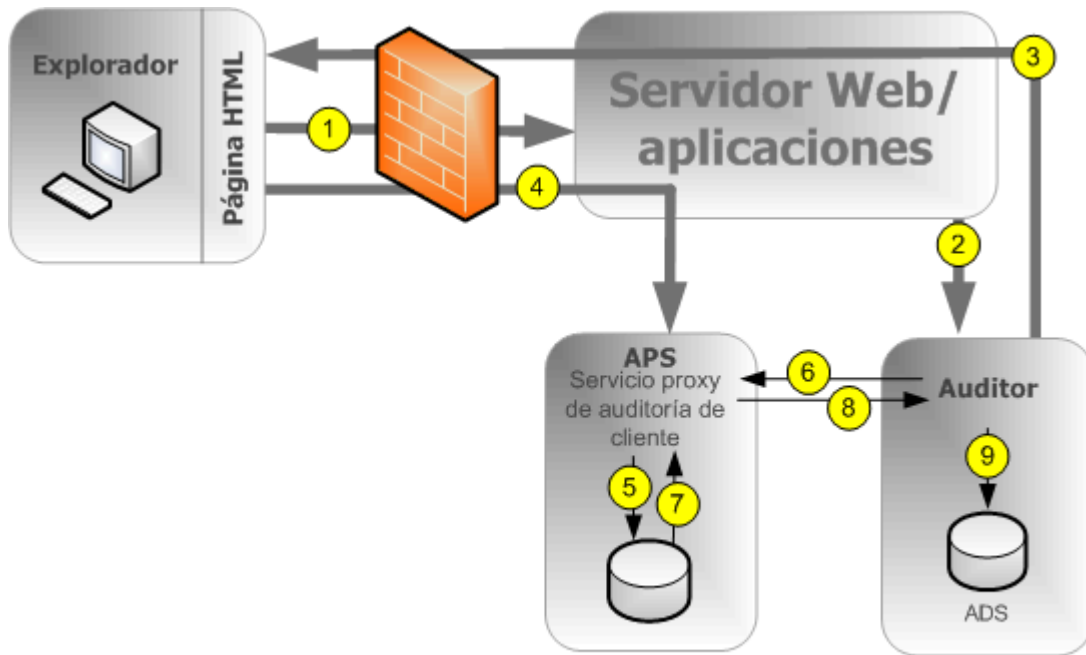 Explorador
Página HTML
1
Servidor Web/
aplicaciones
3
4
2
APS
Servicio proxy
de auditoría de
cliente
6
8
Auditor
5
7
9
ADS